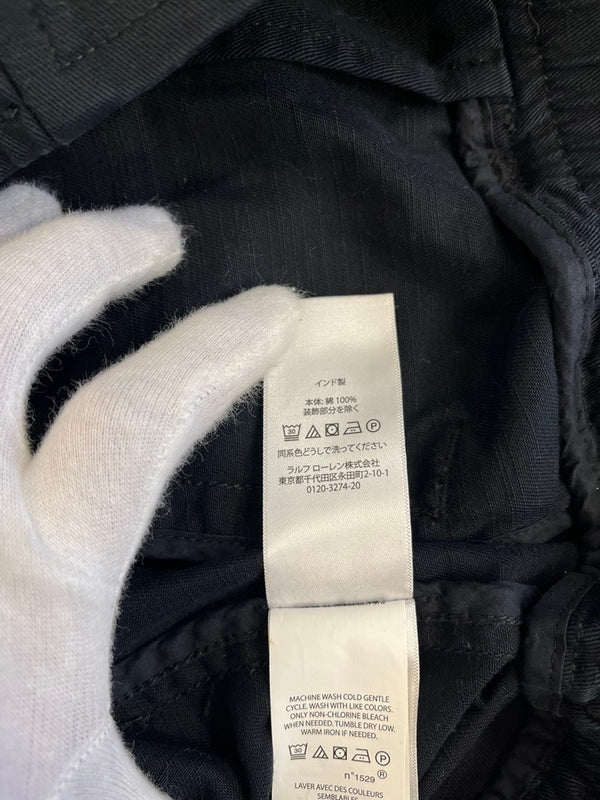 インド製
本体: 綿 100%
装飾部分を除く
30
P
同系色どうしで洗ってください
ラルフ ローレン株式会社
東京都千代田区永田町2-10-1
0120-3274-20
MACHINE WASH COLD GENTLE
CYCLE. WASH WITH LIKE COLORS.
ONLY NON-CHLORINE BLEACH
WHEN NEEDED. TUMBLE DRY LOW.
WARM IRON IF NEEDED.
30
P
n°1529 ®
LAVER AVEC DES COULEURS
SEMBLABLES